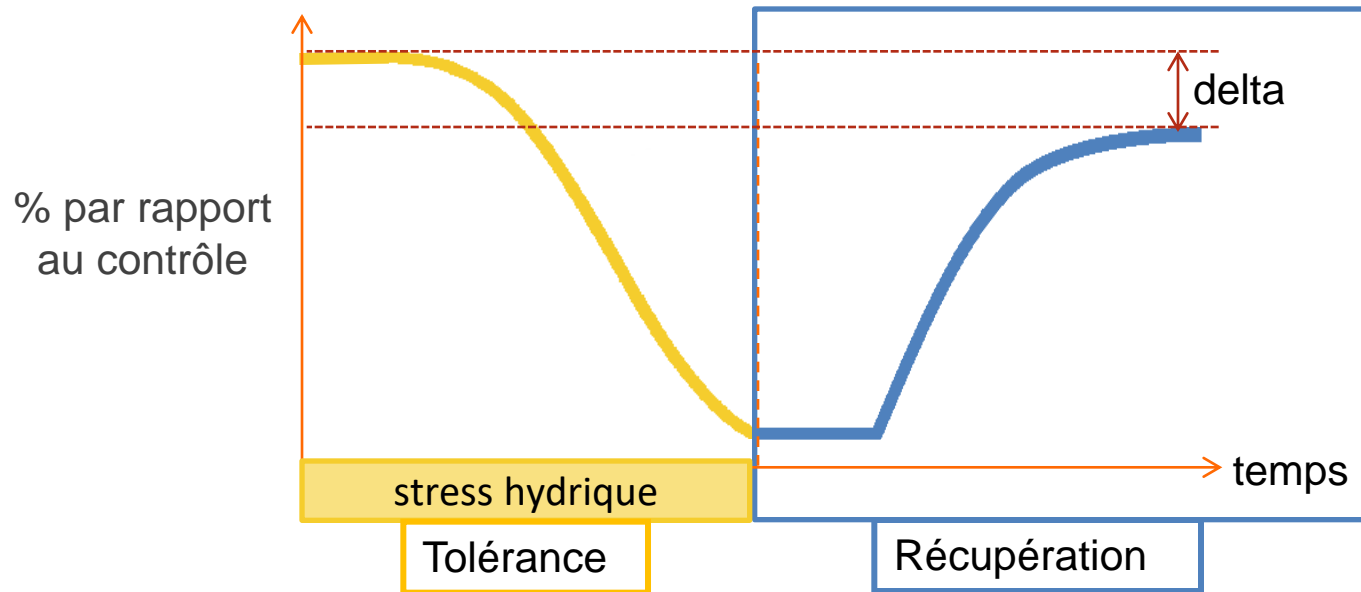 delta
% par rapport
au contrôle
temps
stress hydrique
Tolérance
Récupération